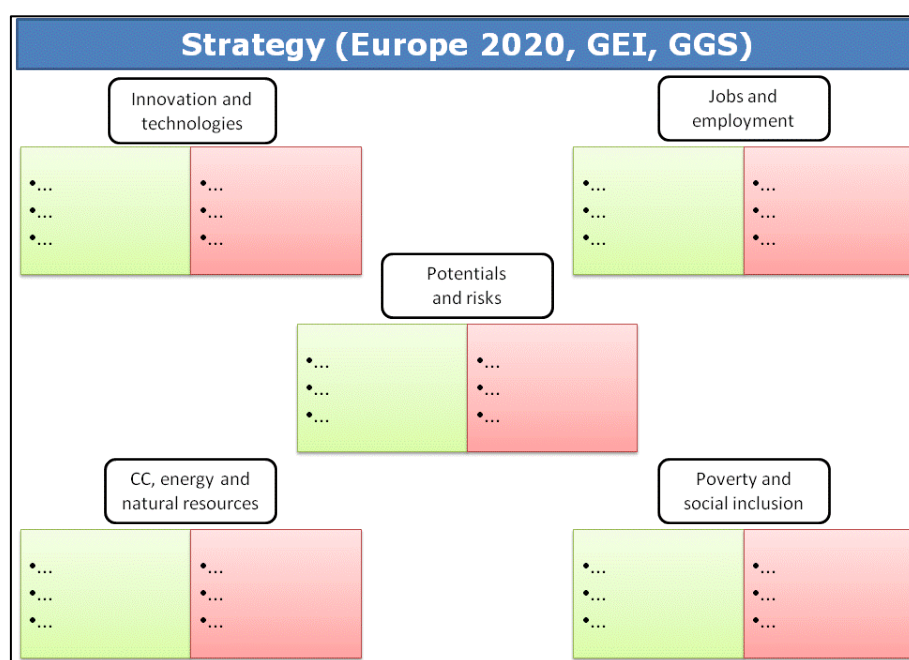 Strategy (Europe 2020, GEI, GGS)
Innovation and
technologies
•...
•...
•...
•...
•...
•...
Jobs and
employment
•...
•...
•...
•...
•...
•...
Potentials
and risks
•...
•...
•...
•...
•...
•...
CC, energy and
natural resources
•...
•...
•...
•...
•...
•...
Poverty and
social inclusion
•...
•...
•...
•...
•...
•...